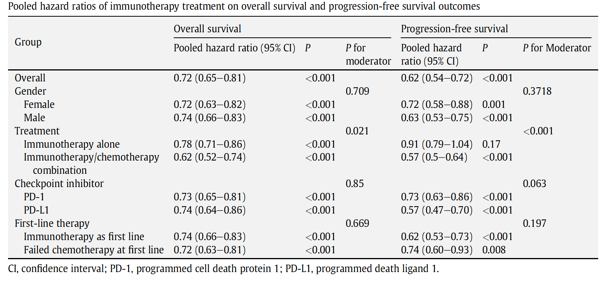 Pooled hazard ratios of immunotherapy treatment on overall survival and progression-free survival outcomes
Group Overall survival Progression-free survival
Pooled hazard ratio (95% CI) P P for moderator Pooled hazard ratio (95% CI) P P for Moderator
Overall 0.72 (0.65–0.81) <0.001 0.62 (0.54–0.72) <0.001
Gender 0.709 0.3718
Female 0.72 (0.63–0.82) <0.001 0.72 (0.58–0.88) 0.001
Male 0.74 (0.66–0.83) <0.001 0.63 (0.53–0.75) <0.001
Treatment 0.021 <0.001
Immunotherapy alone 0.78 (0.71–0.86) <0.001 0.91 (0.79–1.04) 0.17
Immunotherapy/chemotherapy 0.62 (0.52–0.74) <0.001 0.57 (0.5–0.64) <0.001
combination
Checkpoint inhibitor 0.85 0.063
PD-1 0.73 (0.65–0.81) <0.001 0.73 (0.63–0.86) <0.001
PD-L1 0.74 (0.64–0.86) <0.001 0.57 (0.47–0.70) <0.001
First-line therapy 0.669 0.197
Immunotherapy as first line 0.74 (0.66–0.83) <0.001 0.62 (0.53–0.73) <0.001
Failed chemotherapy at first line 0.72 (0.63–0.81) <0.001 0.74 (0.60–0.93) 0.008
CI, confidence interval; PD-1, programmed cell death protein 1; PD-L1, programmed death ligand 1.